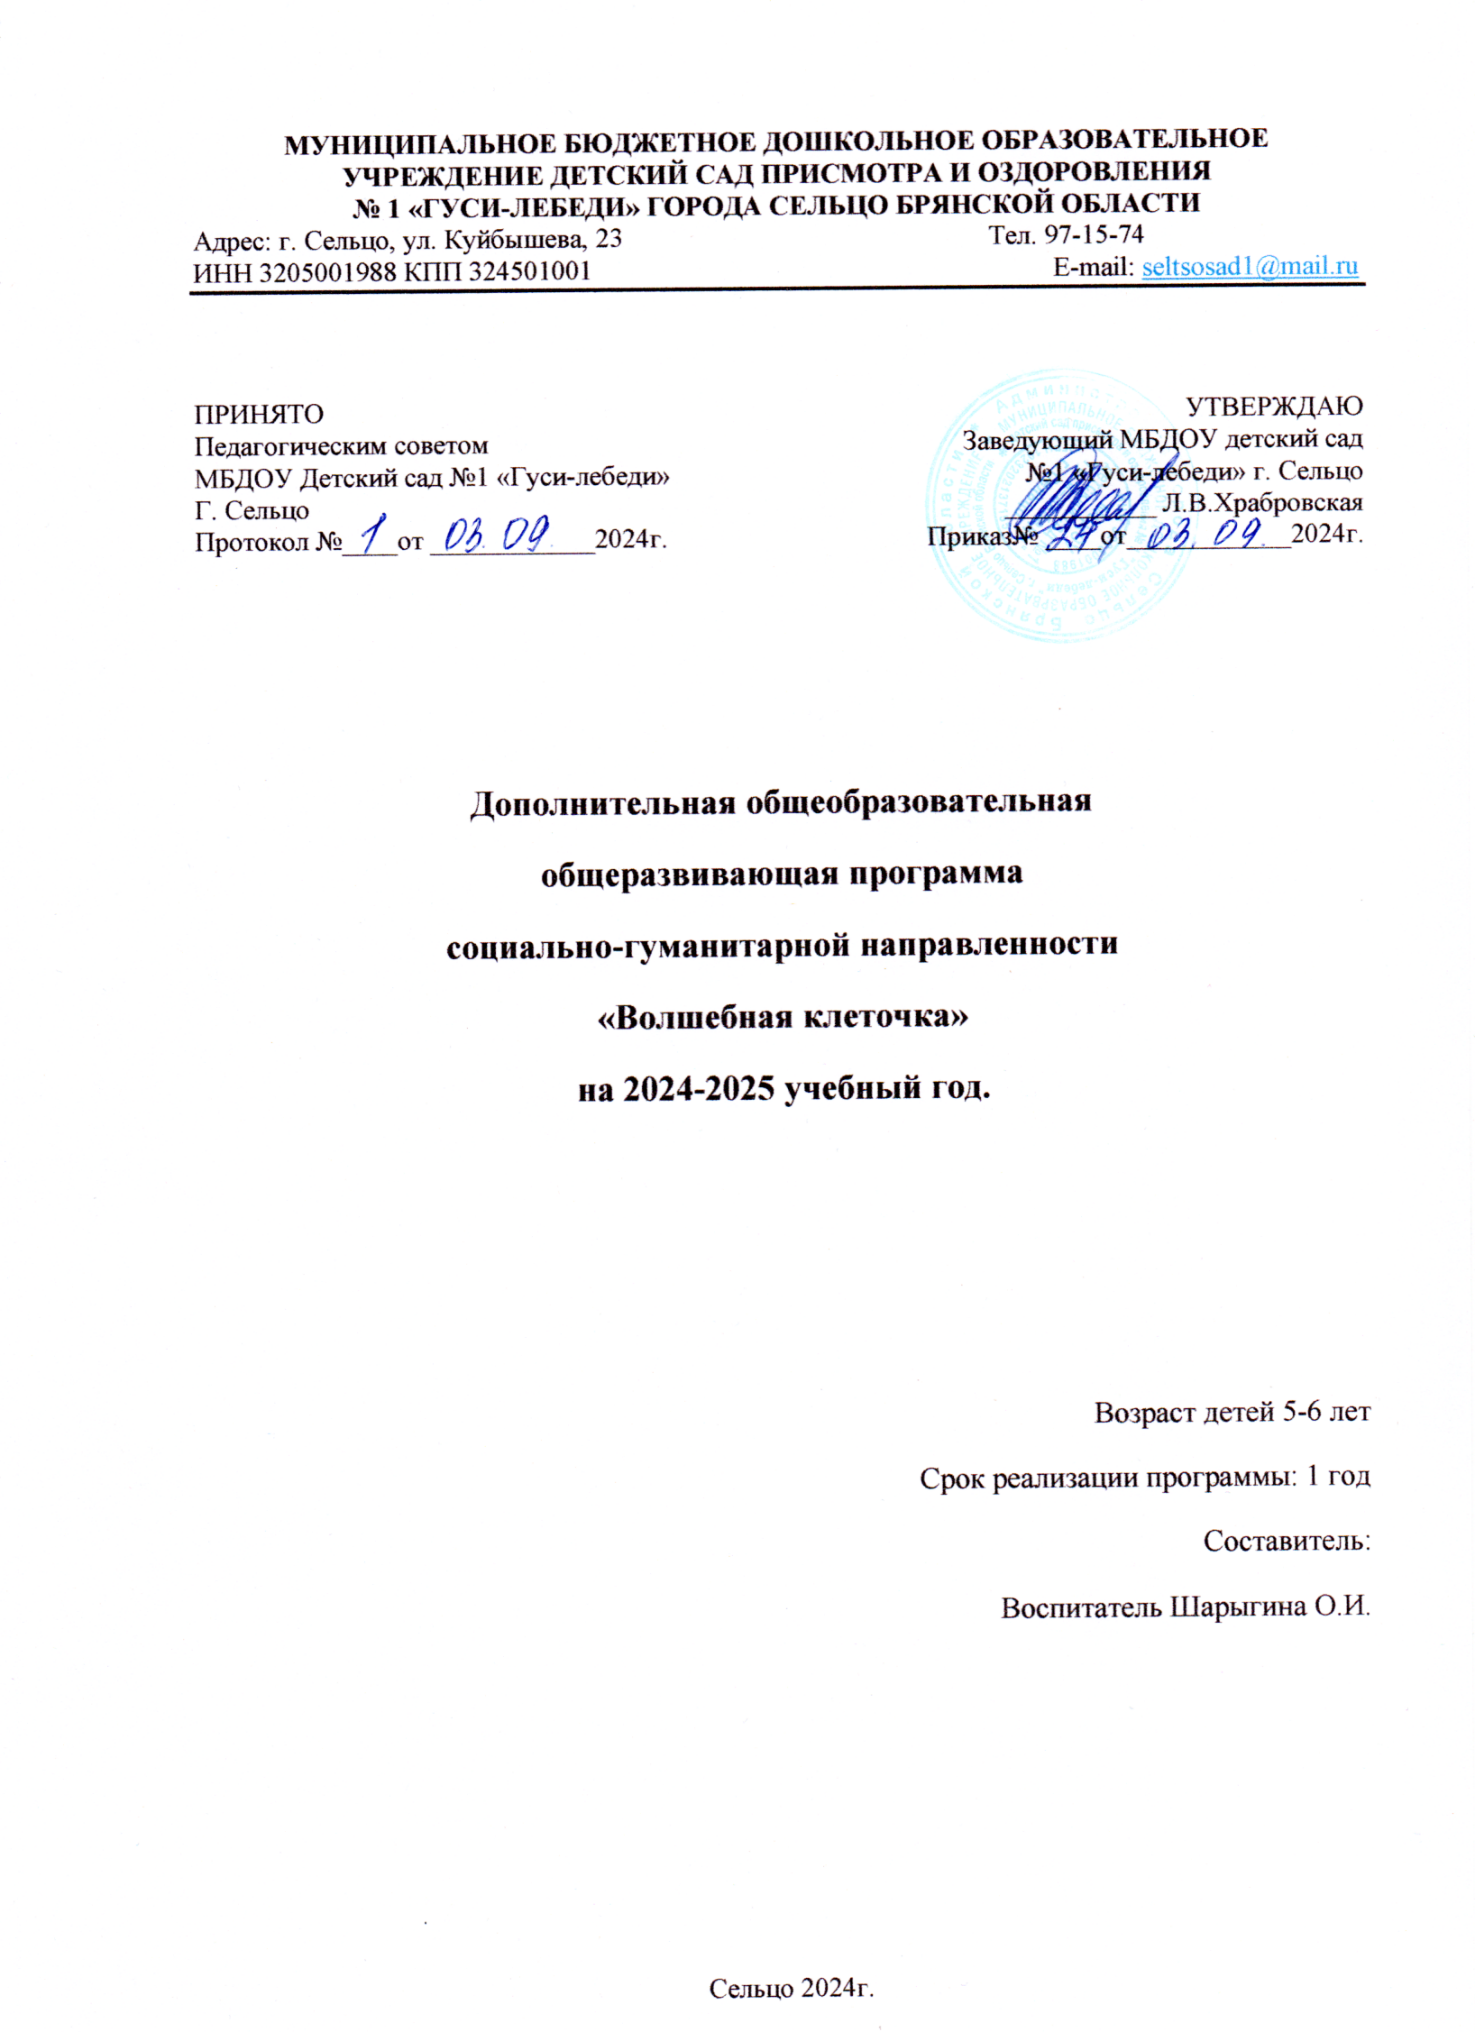 МУНИЦИПАЛЬНОЕ БЮДЖЕТНОЕ ДОШКОЛЬНОЕ ОБРАЗОВАТЕЛЬНОЕ
УЧРЕЖДЕНИЕ ДЕТСКИЙ САД ПРИСМОТРА И ОЗДОРОВЛЕНИЯ
№ 1 «ГУСИ-ЛЕБЕДИ» ГОРОДА СЕЛЬЦО БРЯНСКОЙ ОБЛАСТИ
Адрес: г. Сельцо, ул. Куйбышева, 23 Тел. 97-15-74
ИНН 3205001988 КПП 324501001 E-mail: seltsosad1@mail.ru
ПРИНЯТО
Педагогическим советом
МБДОУ Детский сад №1 «Гуси-лебеди»
Г. Сельцо
Протокол № 1 от 03. 09. 2024г.
УТВЕРЖДАЮ
Заведующий МБДОУ детский сад
№1 «Гуси-лебеди» г. Сельцо
Л.В.Храбровская
Приказ№ от 03. 09. 2024г.
Дополнительная общеобразовательная
общеразвивающая программа
социально-гуманитарной направленности
«Волшебная клеточка»
на 2024-2025 учебный год.
Возраст детей 5-6 лет
Срок реализации программы: 1 год
Составитель:
Воспитатель Шарыгина О.И.
Сельцо 2024г.